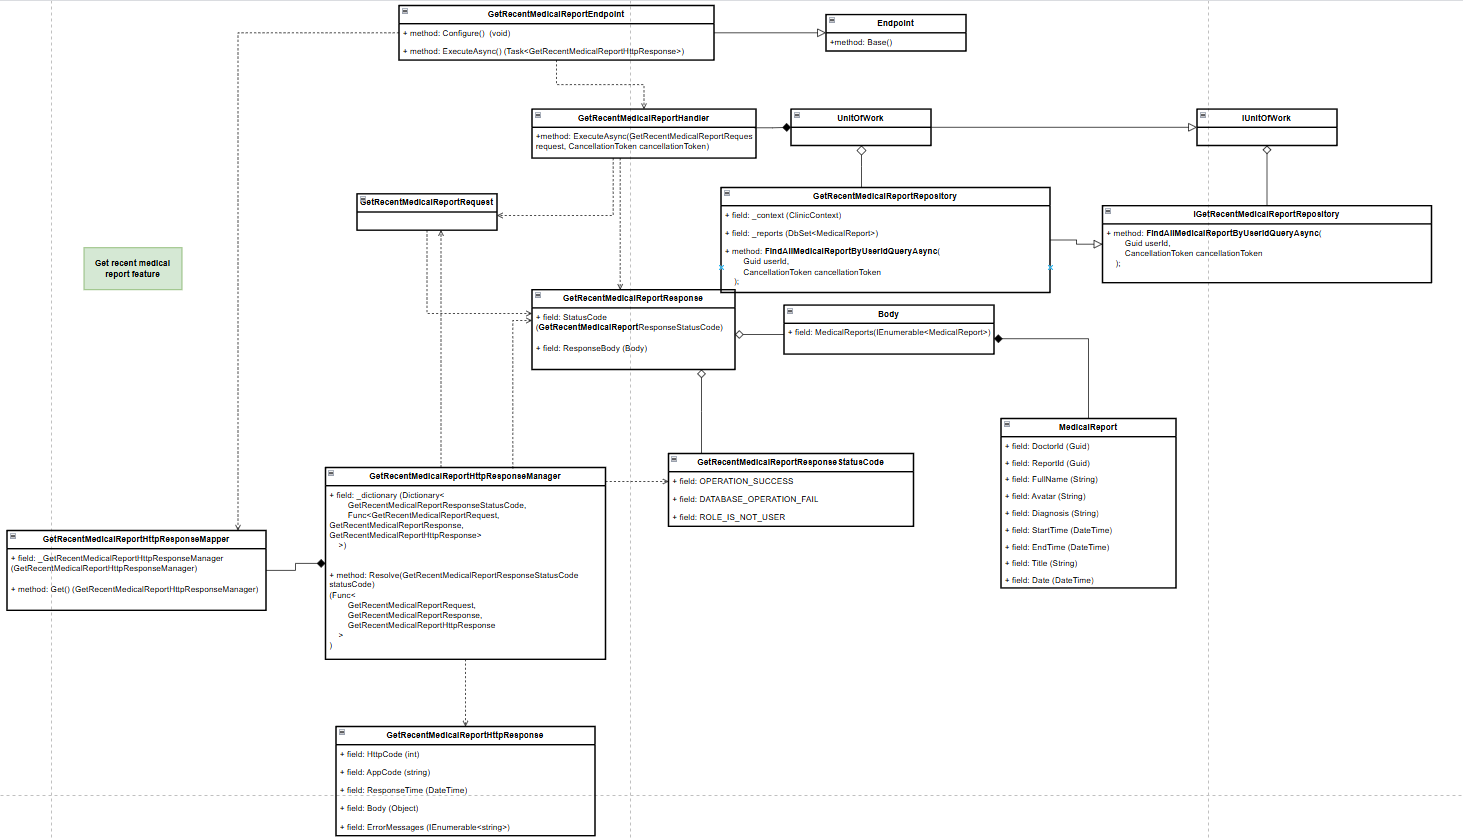 GetRecentMedicalReportEndpoint
+ method: Configure() (void)
+ method: ExecuteAsync() (Task<GetRecentMedicalReportHttpResponse>)
Endpoint
+method: Base()
GetRecentMedicalReportHandler
+method: ExecuteAsync(GetRecentMedicalReportReques
request, CancellationToken cancellationToken)
UnitOfWork
IUnitOfWork
GetRecentMedicalReportRequest
GetRecentMedicalReportRepository
+ field: _context (ClinicContext)
+ field: _reports (DbSet<MedicalReport>)
+ method: FindAllMedicalReportByUserIdQueryAsync(
Guid userId,
CancellationToken cancellationToken
);
IGetRecentMedicalReportRepository
+ method: FindAllMedicalReportByUserIdQueryAsync(
Guid userId,
CancellationToken cancellationToken
);
Get recent medical
report feature
GetRecentMedicalReportResponse
+ field: StatusCode
(GetRecentMedicalReportResponseStatusCode)
+ field: ResponseBody (Body)
Body
+ field: MedicalReports(IEnumerable<MedicalReport>)
MedicalReport
+ field: DoctorId (Guid)
+ field: ReportId (Guid)
+ field: FullName (String)
+ field: Avatar (String)
+ field: Diagnosis (String)
+ field: StartTime (DateTime)
+ field: EndTime (DateTime)
+ field: Title (String)
+ field: Date (DateTime)
GetRecentMedicalReportResponseStatusCode
+ field: OPERATION_SUCCESS
+ field: DATABASE_OPERATION_FAIL
+ field: ROLE_IS_NOT_USER
GetRecentMedicalReportHttpResponseManager
+ field: _dictionary (Dictionary<
GetRecentMedicalReportResponseStatusCode,
Func<GetRecentMedicalReportRequest,
GetRecentMedicalReportResponse,
GetRecentMedicalReportHttpResponse>
>)
+ method: Resolve(GetRecentMedicalReportResponseStatusCode
statusCode)
(Func<
GetRecentMedicalReportRequest,
GetRecentMedicalReportResponse,
GetRecentMedicalReportHttpResponse
>
)
GetRecentMedicalReportHttpResponseMapper
+ field: _GetRecentMedicalReportHttpResponseManager
(GetRecentMedicalReportHttpResponseManager)
+ method: Get() (GetRecentMedicalReportHttpResponseManager)
GetRecentMedicalReportHttpResponse
+ field: HttpCode (int)
+ field: AppCode (string)
+ field: ResponseTime (DateTime)
+ field: Body (Object)
+ field: ErrorMessages (IEnumerable<string>)